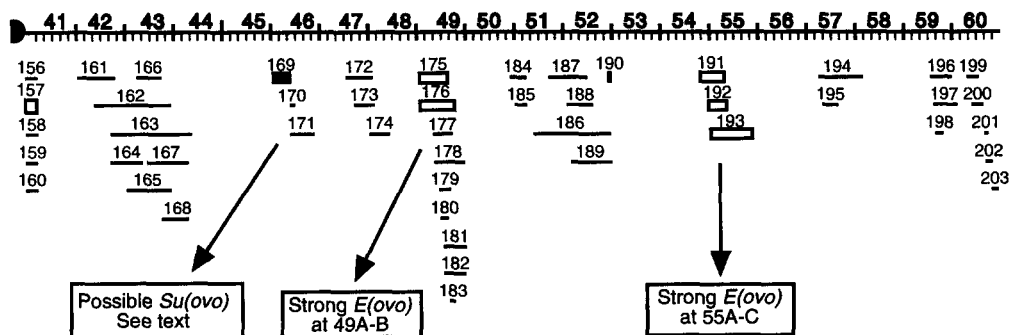 41 42 43 44 45 46 47 48 49 50 51 52 53 54 55 56 57 58 59 60
156 161 166 169 172 175 184 187 190 191 194 196 199
157 162 170 173 176 185 188 192 195 197 200
158 163 171 174 177 186 193 198 201
159 164 167 178 189 202
160 165 179 203
168 180
181
182
183
Possible Su(ovo)
See text
Strong E(ovo)
at 49A-B
Strong E(ovo)
at 55A-C